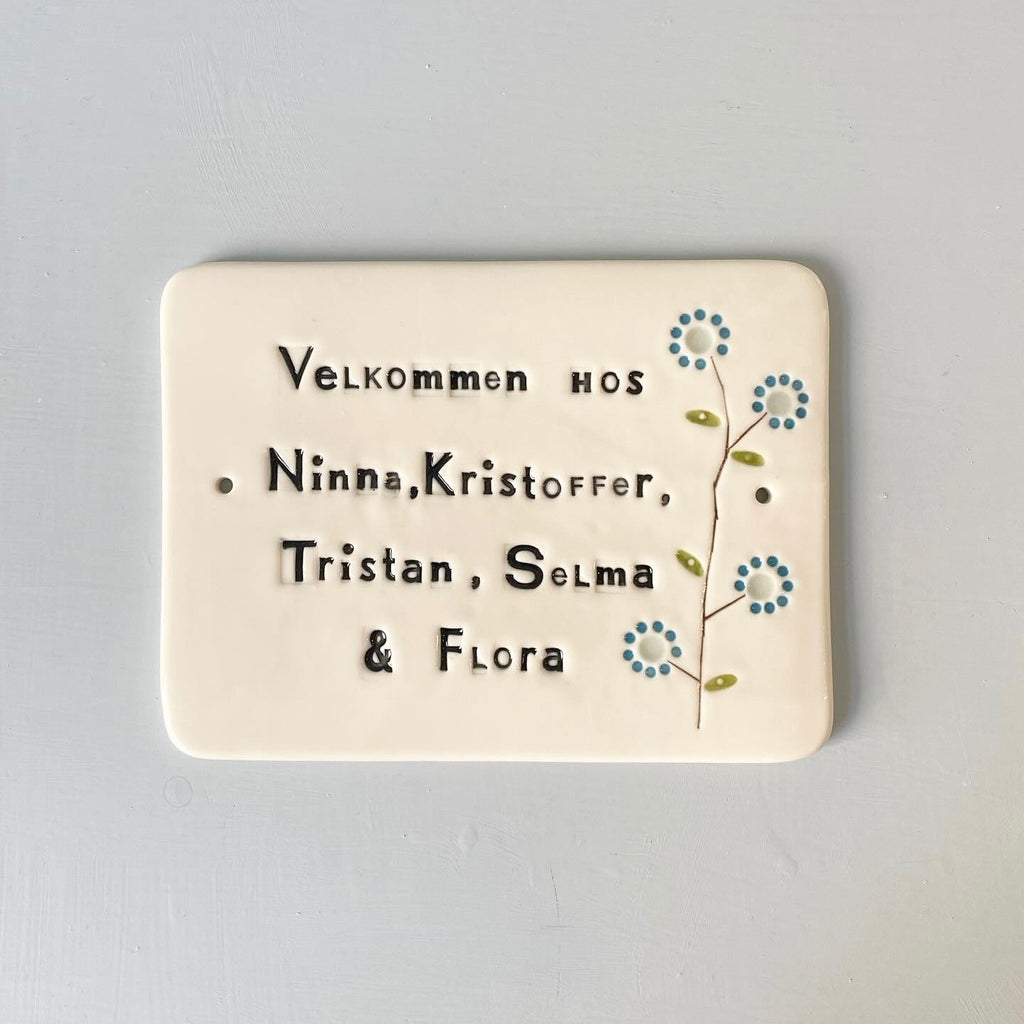 Velkommen hos
Ninna, Kristoffer,
Tristan, Selma
& Flora